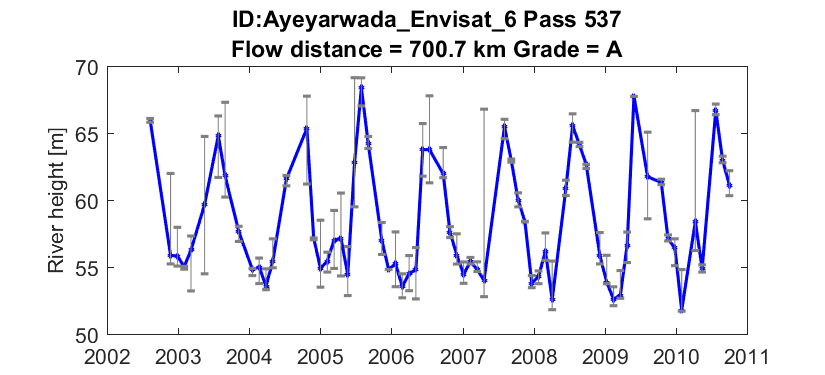 ID:Ayeyarwada_Envisat_6 Pass 537
Flow distance = 700.7 km Grade = A
River height [m]
70
65
60
55
50
2002 2003 2004 2005 2006 2007 2008 2009 2010 2011